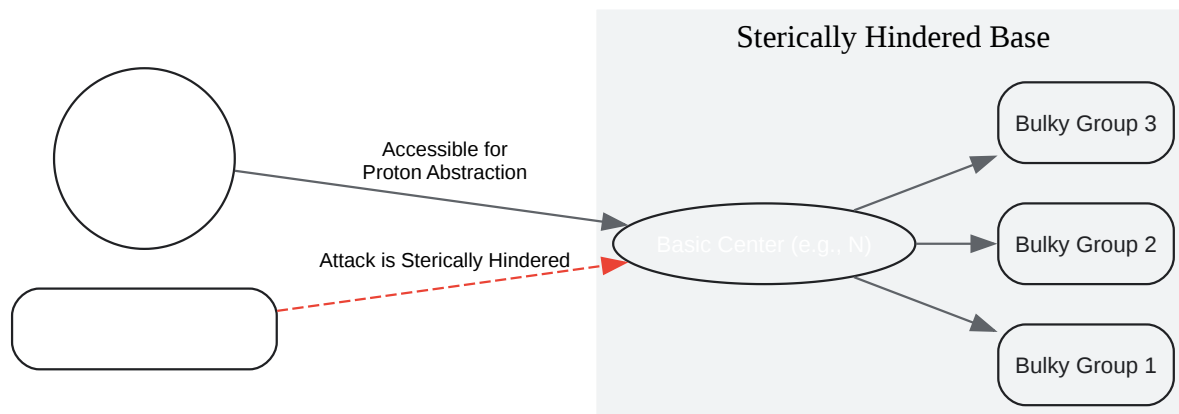 Sterically Hindered Base
Bulky Group 3
Accessible for
Proton Abstraction
Basic Center (e.g., N)
Bulky Group 2
Attack is Sterically Hindered
Bulky Group 1